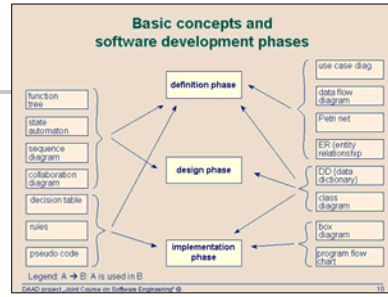 Basic concepts and
software development phases
definition phase
design phase
implementation
phase
function
tree
state
automaton
sequence
diagram
collaboration
diagram
decision table
rules
pseudo code
use case diag.
data flow
diagram
Petri net
ER (entity
relationship
DD (data
dictionary)
class
diagram
box
diagram
program flow
chart
Legend: A → B: A is used in B
DAAD project „Joint Course on Software Engineering" ©
10